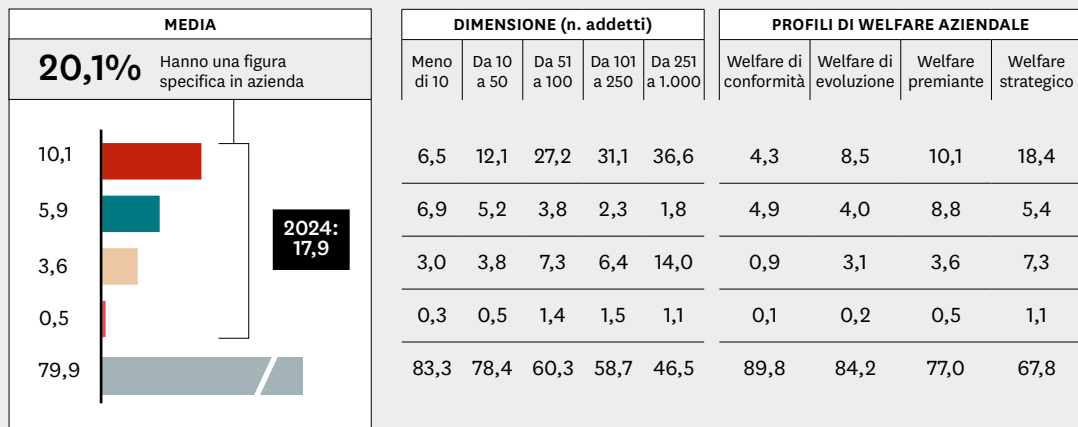 MEDIA
20,1% Hanno una figura
specifica in azienda
10,1
5,9
3,6
0,5
79,9
2024:
17,9
DIMENSIONE (n. addetti)
Meno Da 10 Da 51 Da 101 Da 251
di 10 a 50 a 100 a 250 a 1.000
6,5 12,1 27,2 31,1 36,6
6,9 5,2 3,8 2,3 1,8
3,0 3,8 7,3 6,4 14,0
0,3 0,5 1,4 1,5 1,1
83,3 78,4 60,3 58,7 46,5
PROFILI DI WELFARE AZIENDALE
Welfare di Welfare di Welfare Welfare
conformità evoluzione premiante strategico
4,3 8,5 10,1 18,4
4,9 4,0 8,8 5,4
0,9 3,1 3,6 7,3
0,1 0,2 0,5 1,1
89,8 84,2 77,0 67,8